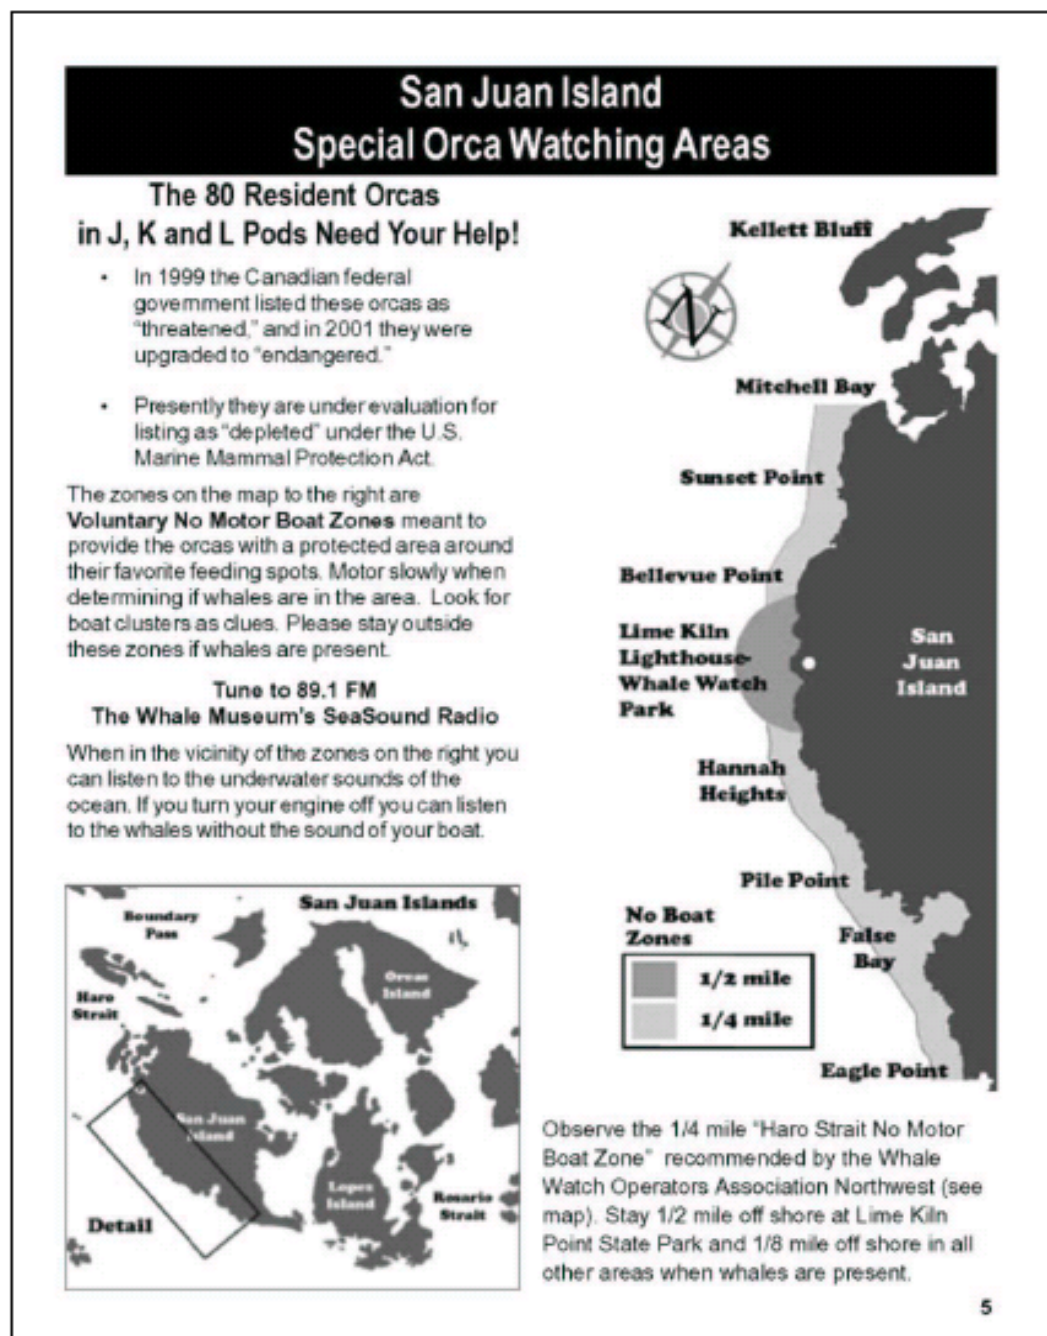 San Juan Island
Special Orca Watching Areas
The 80 Resident Orcas
in J, K and L Pods Need Your Help!
• In 1999 the Canadian federal
government listed these orcas as
“threatened,” and in 2001 they were
upgraded to “endangered.”
• Presently they are under evaluation for
listing as “depleted” under the U.S.
Marine Mammal Protection Act.
The zones on the map to the right are
Voluntary No Motor Boat Zones meant to
provide the orcas with a protected area around
their favorite feeding spots. Motor slowly when
determining if whales are in the area. Look for
boat clusters as clues. Please stay outside
these zones if whales are present.
Tune to 89.1 FM
The Whale Museum's SeaSound Radio
When in the vicinity of the zones on the right you
can listen to the underwater sounds of the
ocean. If you turn your engine off you can listen
to the whales without the sound of your boat.
San Juan Islands
Boundary
Pass
Orcas
Island
Haro
Strait
San Juan
Island
Lopez
Island
Rosario
Strait
Detail
Kellett Bluff
N
Mitchell Bay
Sunset Point
Bellevue Point
Lime Kiln
Lighthouse-
Whale Watch
Park
San
Juan
Island
Hannah
Heights
Pile Point
False
Bay
No Boat
Zones
1/2 mile
1/4 mile
Eagle Point
Observe the 1/4 mile “Haro Strait No Motor
Boat Zone” recommended by the Whale
Watch Operators Association Northwest (see
map). Stay 1/2 mile off shore at Lime Kiln
Point State Park and 1/8 mile off shore in all
other areas when whales are present.
5